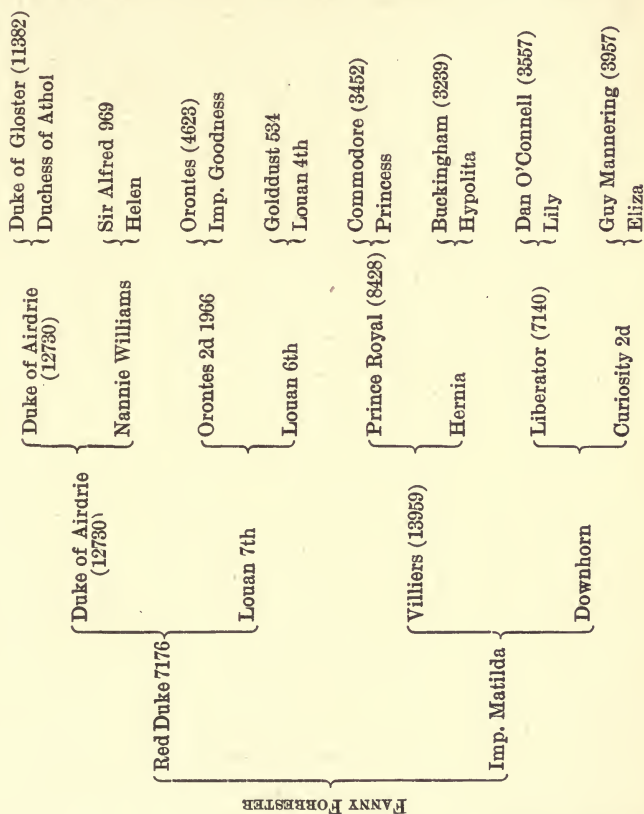 FANNY FORRESTER
Red Duke 7176
Imp. Matilda
Duke of Airdrie
(12730)
Louan 7th
Villiers (13959)
Downhorn
Duke of Airdrie
(12730)
Nannie Williams
Orontes 2d 1966
Louan 6th
Prince Royal (8428)
Hernia
Liberator (7140)
Curiosity 2d
Duke of Gloster (11382)
Duchess of Athol
Sir Alfred 969
Helen
Orontes (4623)
Imp. Goodness
Golddust 534
Louan 4th
Commodore (3452)
Princess
Buckingham (3239)
Hypolita
Dan O'Connell (3557)
Lily
Guy Mannering (3957)
Eliza